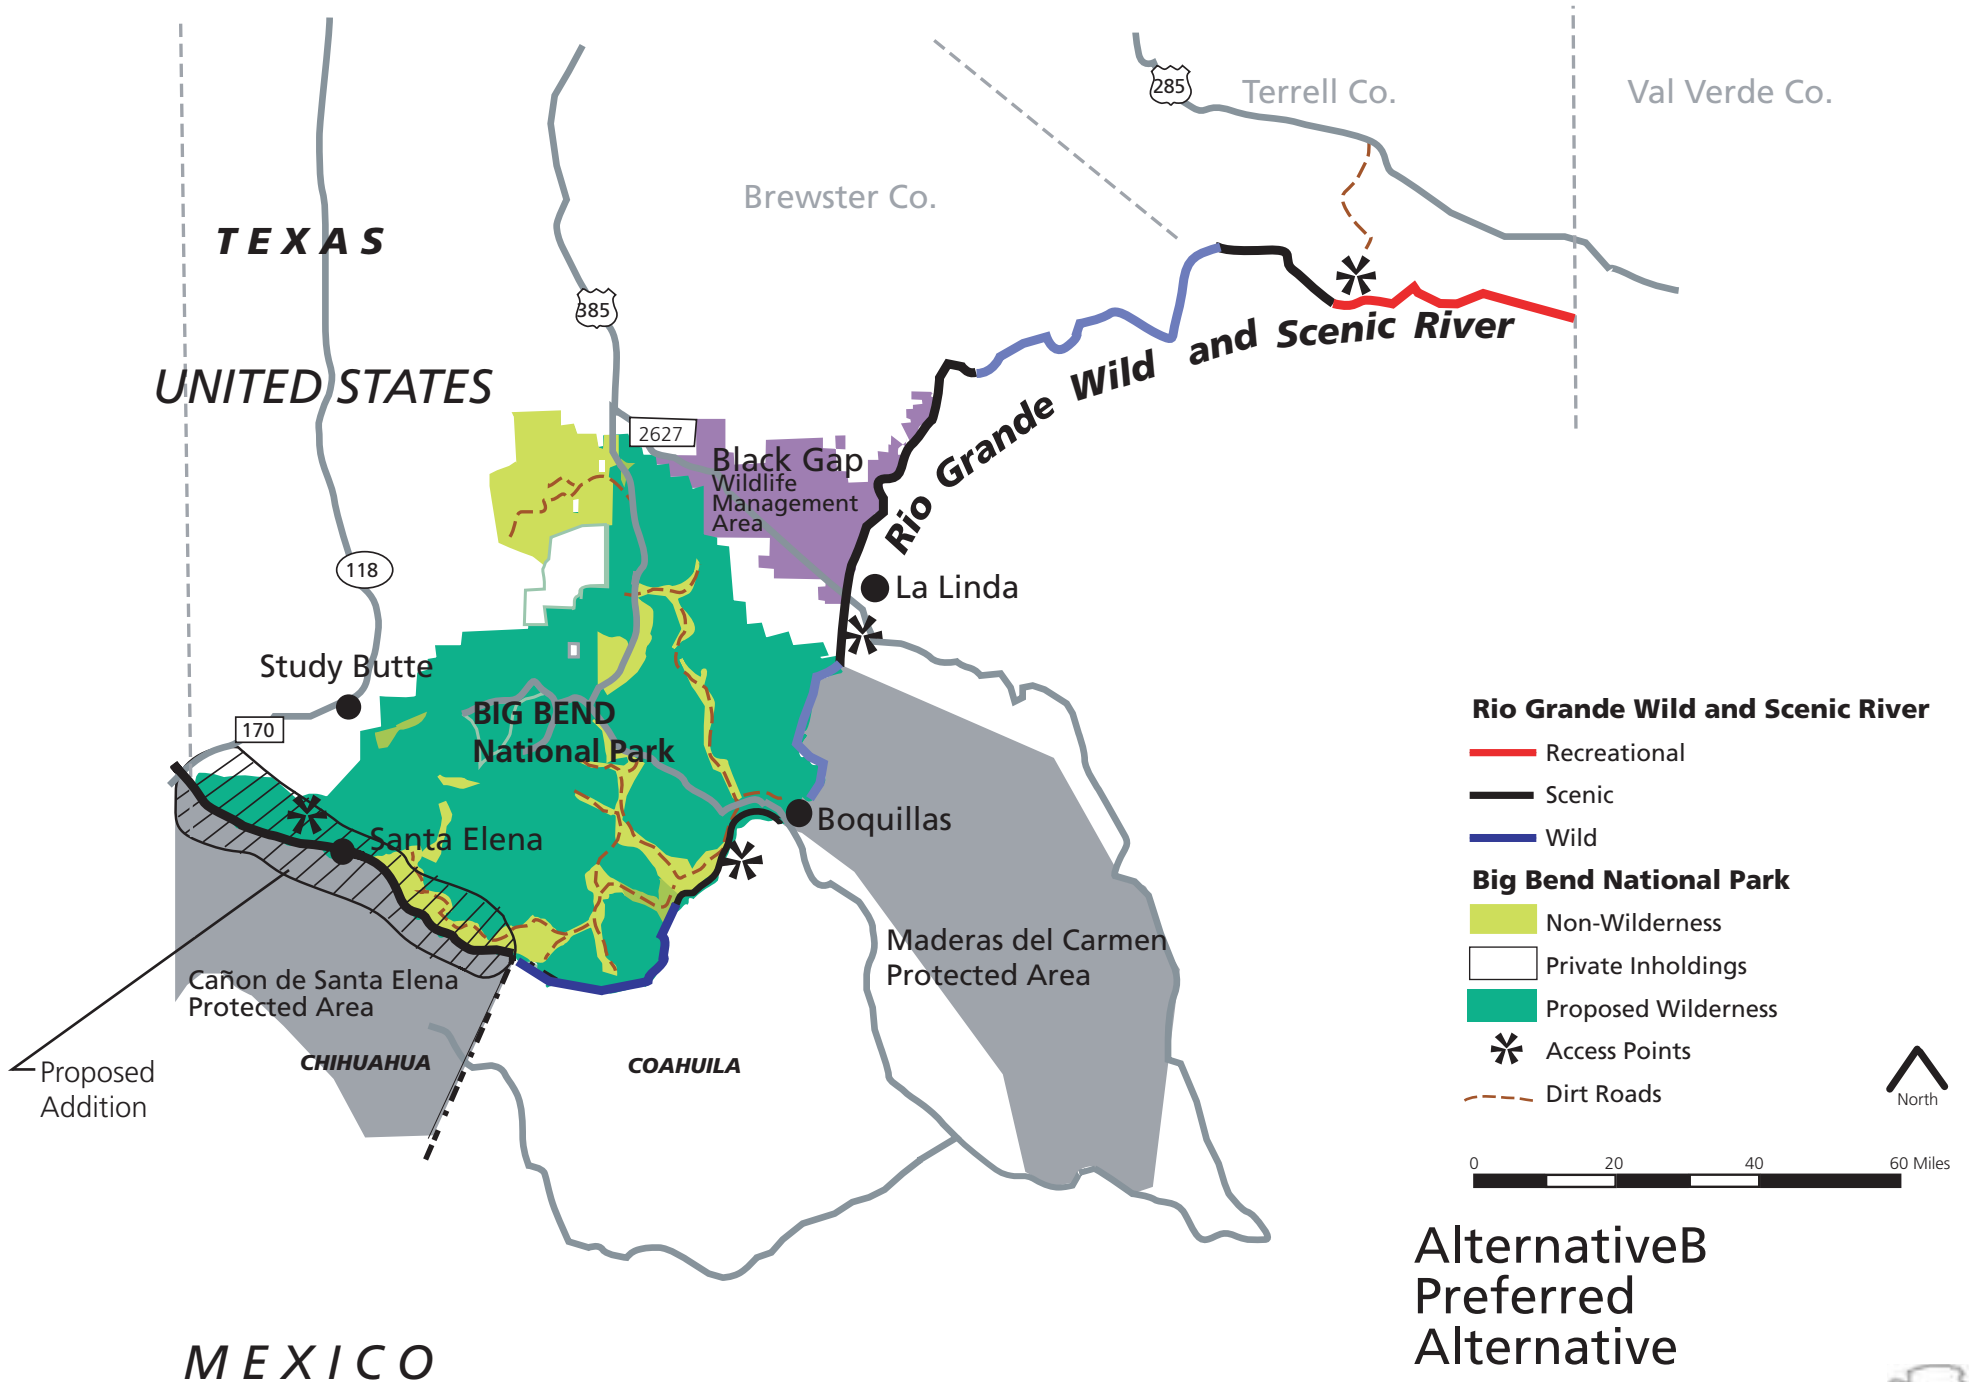 285
Terrell Co.
Val Verde Co.
Brewster Co.
TEXAS
385
UNITED STATES
Rio Grande Wild and Scenic River
2627
Black Gap
Wildlife
Management
Area
118
La Linda
Study Butte
170
BIG BEND
National Park
Boquillas
Santa Elena
Maderas del Carmen
Protected Area
Cañon de Santa Elena
Protected Area
CHIHUAHUA
COAHUILA
Proposed
Addition
MEXICO
Rio Grande Wild and Scenic River
Recreational
Scenic
Wild
Big Bend National Park
Non-Wilderness
Private Inholdings
Proposed Wilderness
Access Points
Dirt Roads
North
0 20 40 60 Miles
AlternativeB
Preferred
Alternative